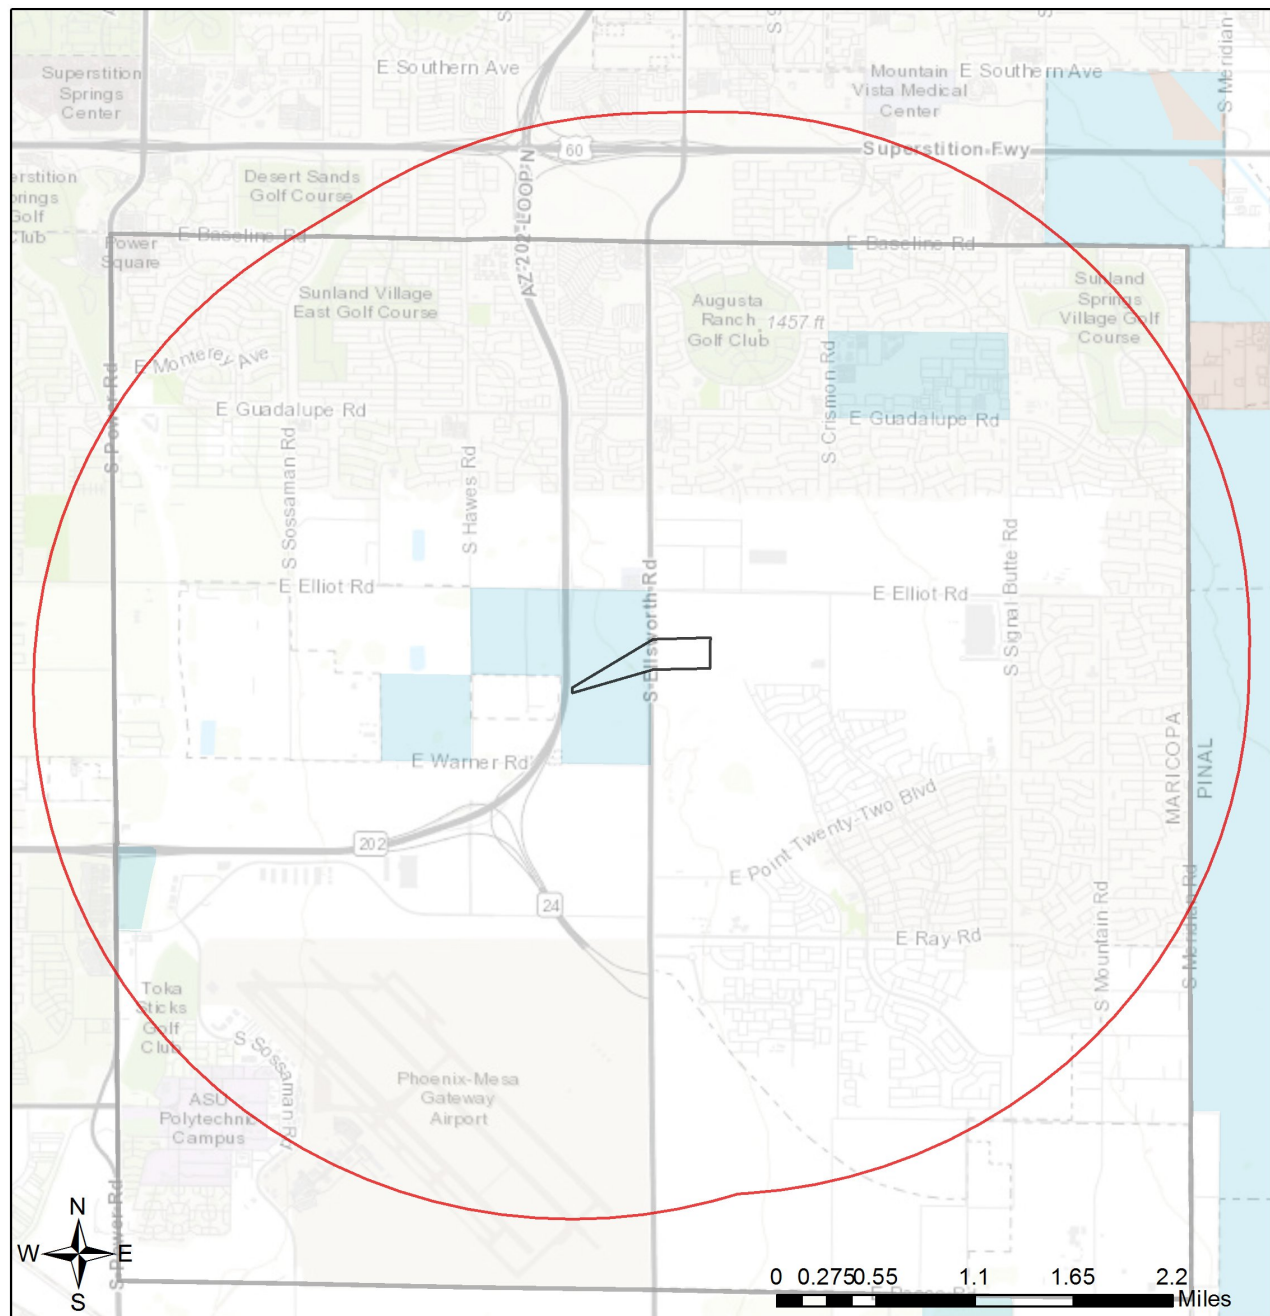 E Southern Ave
Superstition
Springs
Center
Mountain
Vista Medical
Center
E Southern Ave
S Meridian
60
Superstition Fwy
Desert Sands
Golf Course
erstition
prings
Golf
Club
Power
Square
E Baseline Rd
E Baseline Rd
AZ-202-LOOP N
Sunland Village
East Golf Course
Augusta
Ranch
Golf Club
1457 ft
Sunland
Springs
Village Golf
Course
E Monterey Ave
S Power Rd
E Guadalupe Rd
E Guadalupe Rd
S Crismon Rd
S Sossaman Rd
S Hawes Rd
S Ellsworth Rd
S Signal Butte Rd
E Elliot Rd
E Elliot Rd
E Warner Rd
MARICOPA
PINAL
E Point Twenty-Two Blvd
202
24
E Ray Rd
S Mountain Rd
S Meridian Rd
Toka
Sticks
Golf
Club
S Sossaman Rd
Phoenix-Mesa
Gateway
Airport
ASU
Polytechnic
Campus
S Power Rd
N
W
E
S
0 0.275 0.55 1.1 1.65 2.2
Miles